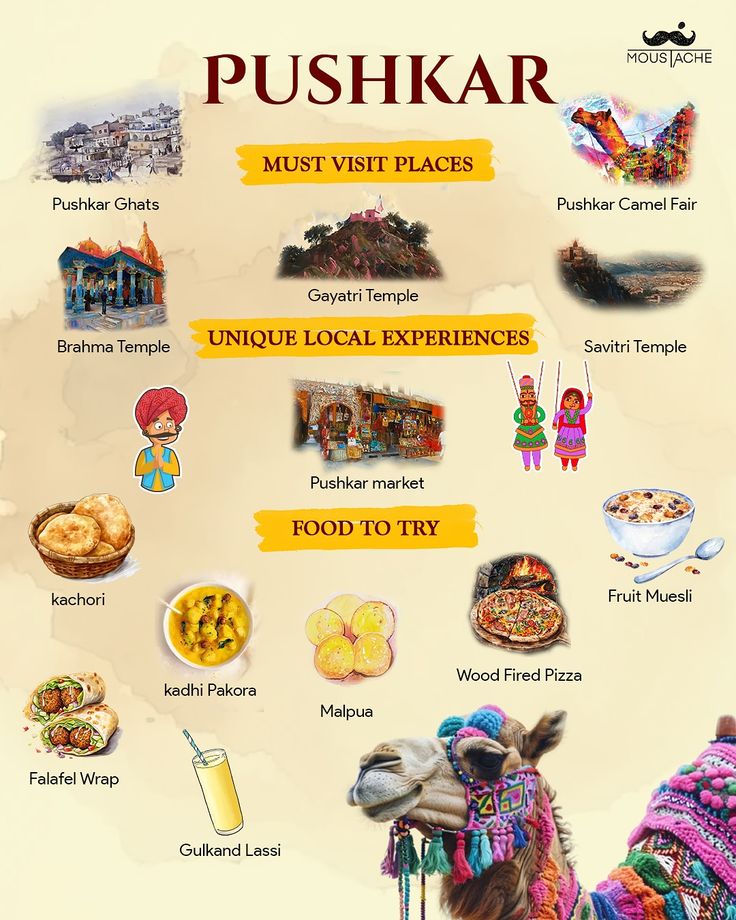 PUSHKAR
MOUSTACHE
MUST VISIT PLACES
Pushkar Ghats
Pushkar Camel Fair
Gayatri Temple
Brahma Temple
Savitri Temple
UNIQUE LOCAL EXPERIENCES
Pushkar market
FOOD TO TRY
kachori
Fruit Muesli
kadhi Pakora
Malpua
Wood Fired Pizza
Falafel Wrap
Gulkand Lassi